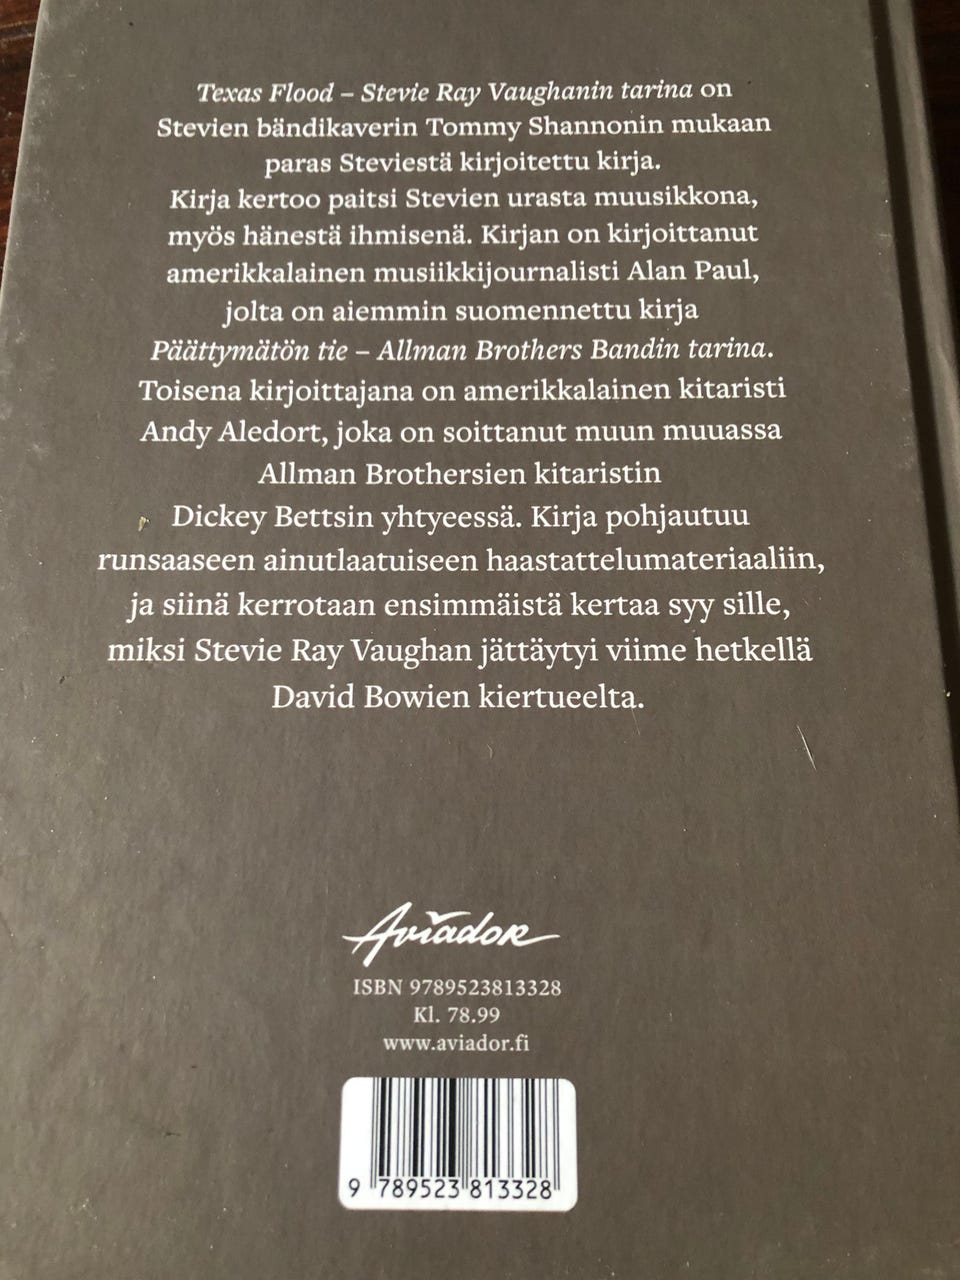 Texas Flood – Stevie Ray Vaughanin tarina on
Stevien bändikaverin Tommy Shannonin mukaan
paras Steviestä kirjoitettu kirja.
Kirja kertoo paitsi Stevien urasta muusikkona,
myös hänestä ihmisenä. Kirjan on kirjoittanut
amerikkalainen musiikkijournalisti Alan Paul,
jolta on aiemmin suomennettu kirja
Päättymätön tie – Allman Brothers Bandin tarina.
Toisena kirjoittajana on amerikkalainen kitaristi
Andy Aledort, joka on soittanut muun muuassa
Allman Brothersien kitaristin
Dickey Bettsin yhtyeessä. Kirja pohjautuu
runsaaseen ainutlaatuiseen haastattelumateriaaliin,
ja siinä kerrotaan ensimmäistä kertaa syy sille,
miksi Stevie Ray Vaughan jättäytyi viime hetkellä
David Bowien kiertueelta.
Aviador
ISBN 9789523813328
Kl. 78.99
www.aviador.fi
9 789523 813328